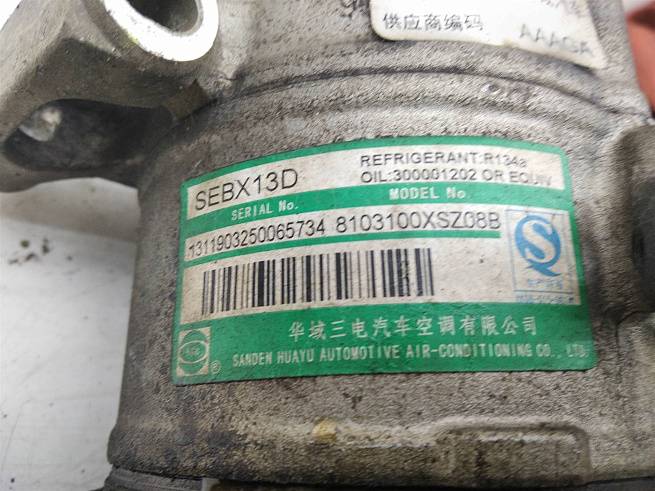 供应商编码
AAAGA
SEBX13D
REFRIGERANT:R134a
OIL:300001202 OR EQUIV
SERIAL No.
MODEL No.
1311903250065734 8103100XSZ08B
华域三电汽车空调有限公司
SANDEN HUAYU AUTOMOTIVE AIR-CONDITIONING CO., LTD.